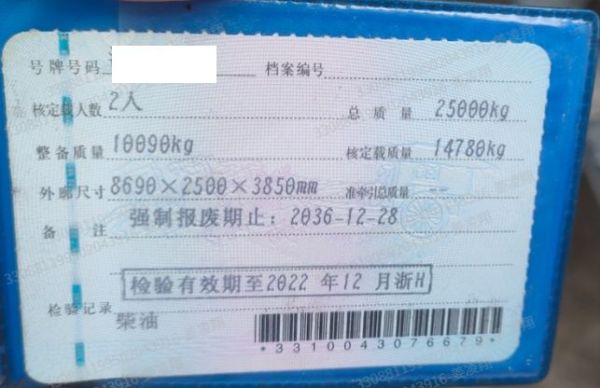 号牌号码 档案编号
核定载人数 2人 总质量 25000kg
整备质量 10090kg 核定载质量 14780kg
外廓尺寸 8690×2500×3850mm 准牵引总质量
备注 强制报废期止：2036-12-28
检验有效期至2022 年12 月浙H
检验记录
柴油
*3310043076679*